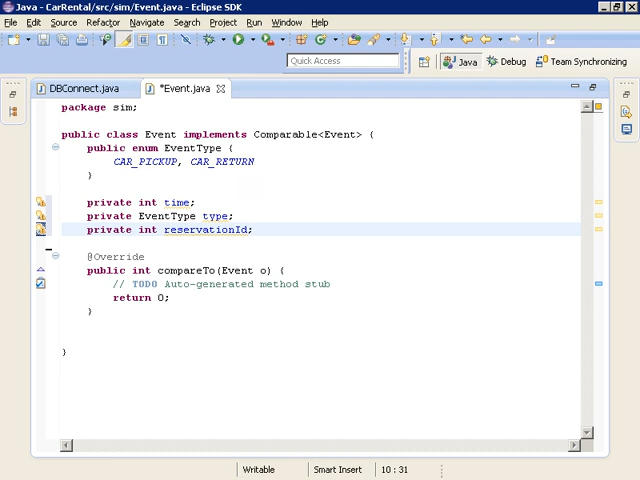 Java - CarRental/src/sim/Event.java - Eclipse SDK
File Edit Source Refactor Navigate Search Project Run Window Help
Quick Access
Java
Debug
Team Synchronizing
DBConnect.java
*Event.java
package sim;
public class Event implements Comparable<Event> {
public enum EventType {
CAR_PICKUP, CAR_RETURN
}
private int time;
private EventType type;
private int reservationId;
@Override
public int compareTo(Event o) {
// TODO Auto-generated method stub
return 0;
}
}
Writable
Smart Insert
10 : 31